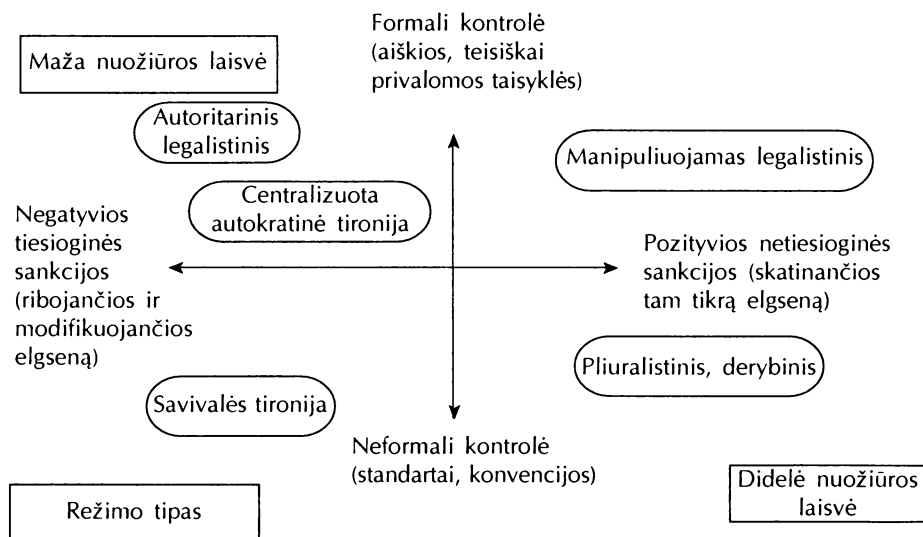 Formali kontrolė
(aiškios, teisiškai
privalomos taisyklės)
Maža nuožiūros laisvė
Autoritarinis
legalistinis
Manipuliuojamas legalistinis
Centralizuota
autokratinė tironija
Negatyvios
tiesioginės
sankcijos
(ribojančios ir
modifikuojančios
elgseną)
Pozityvios netiesioginės
sankcijos (skatinančios
tam tikrą elgseną)
Pliuralistinis, derybinis
Savivalės tironija
Neformali kontrolė
(standartai, konvencijos)
Režimo tipas
Didelė nuožiūros
laisvė